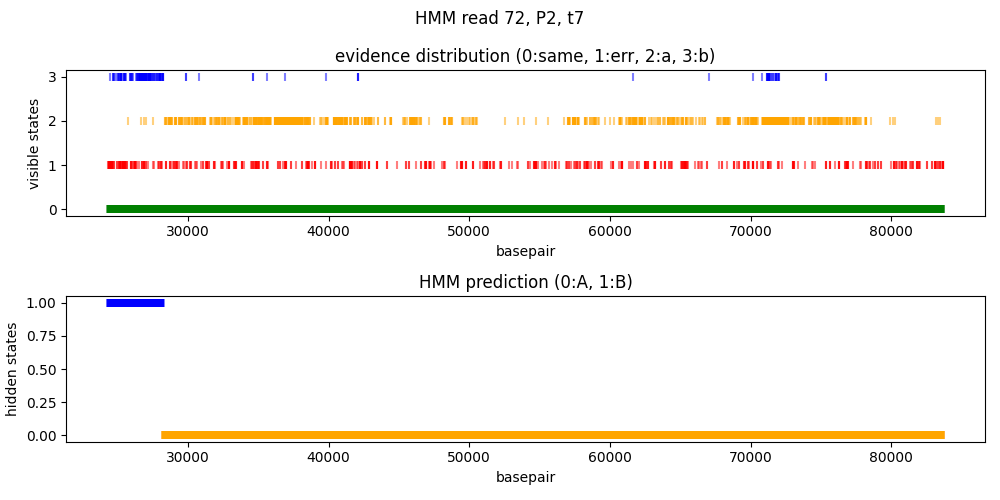 HMM read 72, P2, t7
evidence distribution (0:same, 1:err, 2:a, 3:b)
visible states
3
2
1
0
30000 40000 50000 60000 70000 80000
basepair
HMM prediction (0:A, 1:B)
hidden states
1.00
0.75
0.50
0.25
0.00
30000 40000 50000 60000 70000 80000
basepair